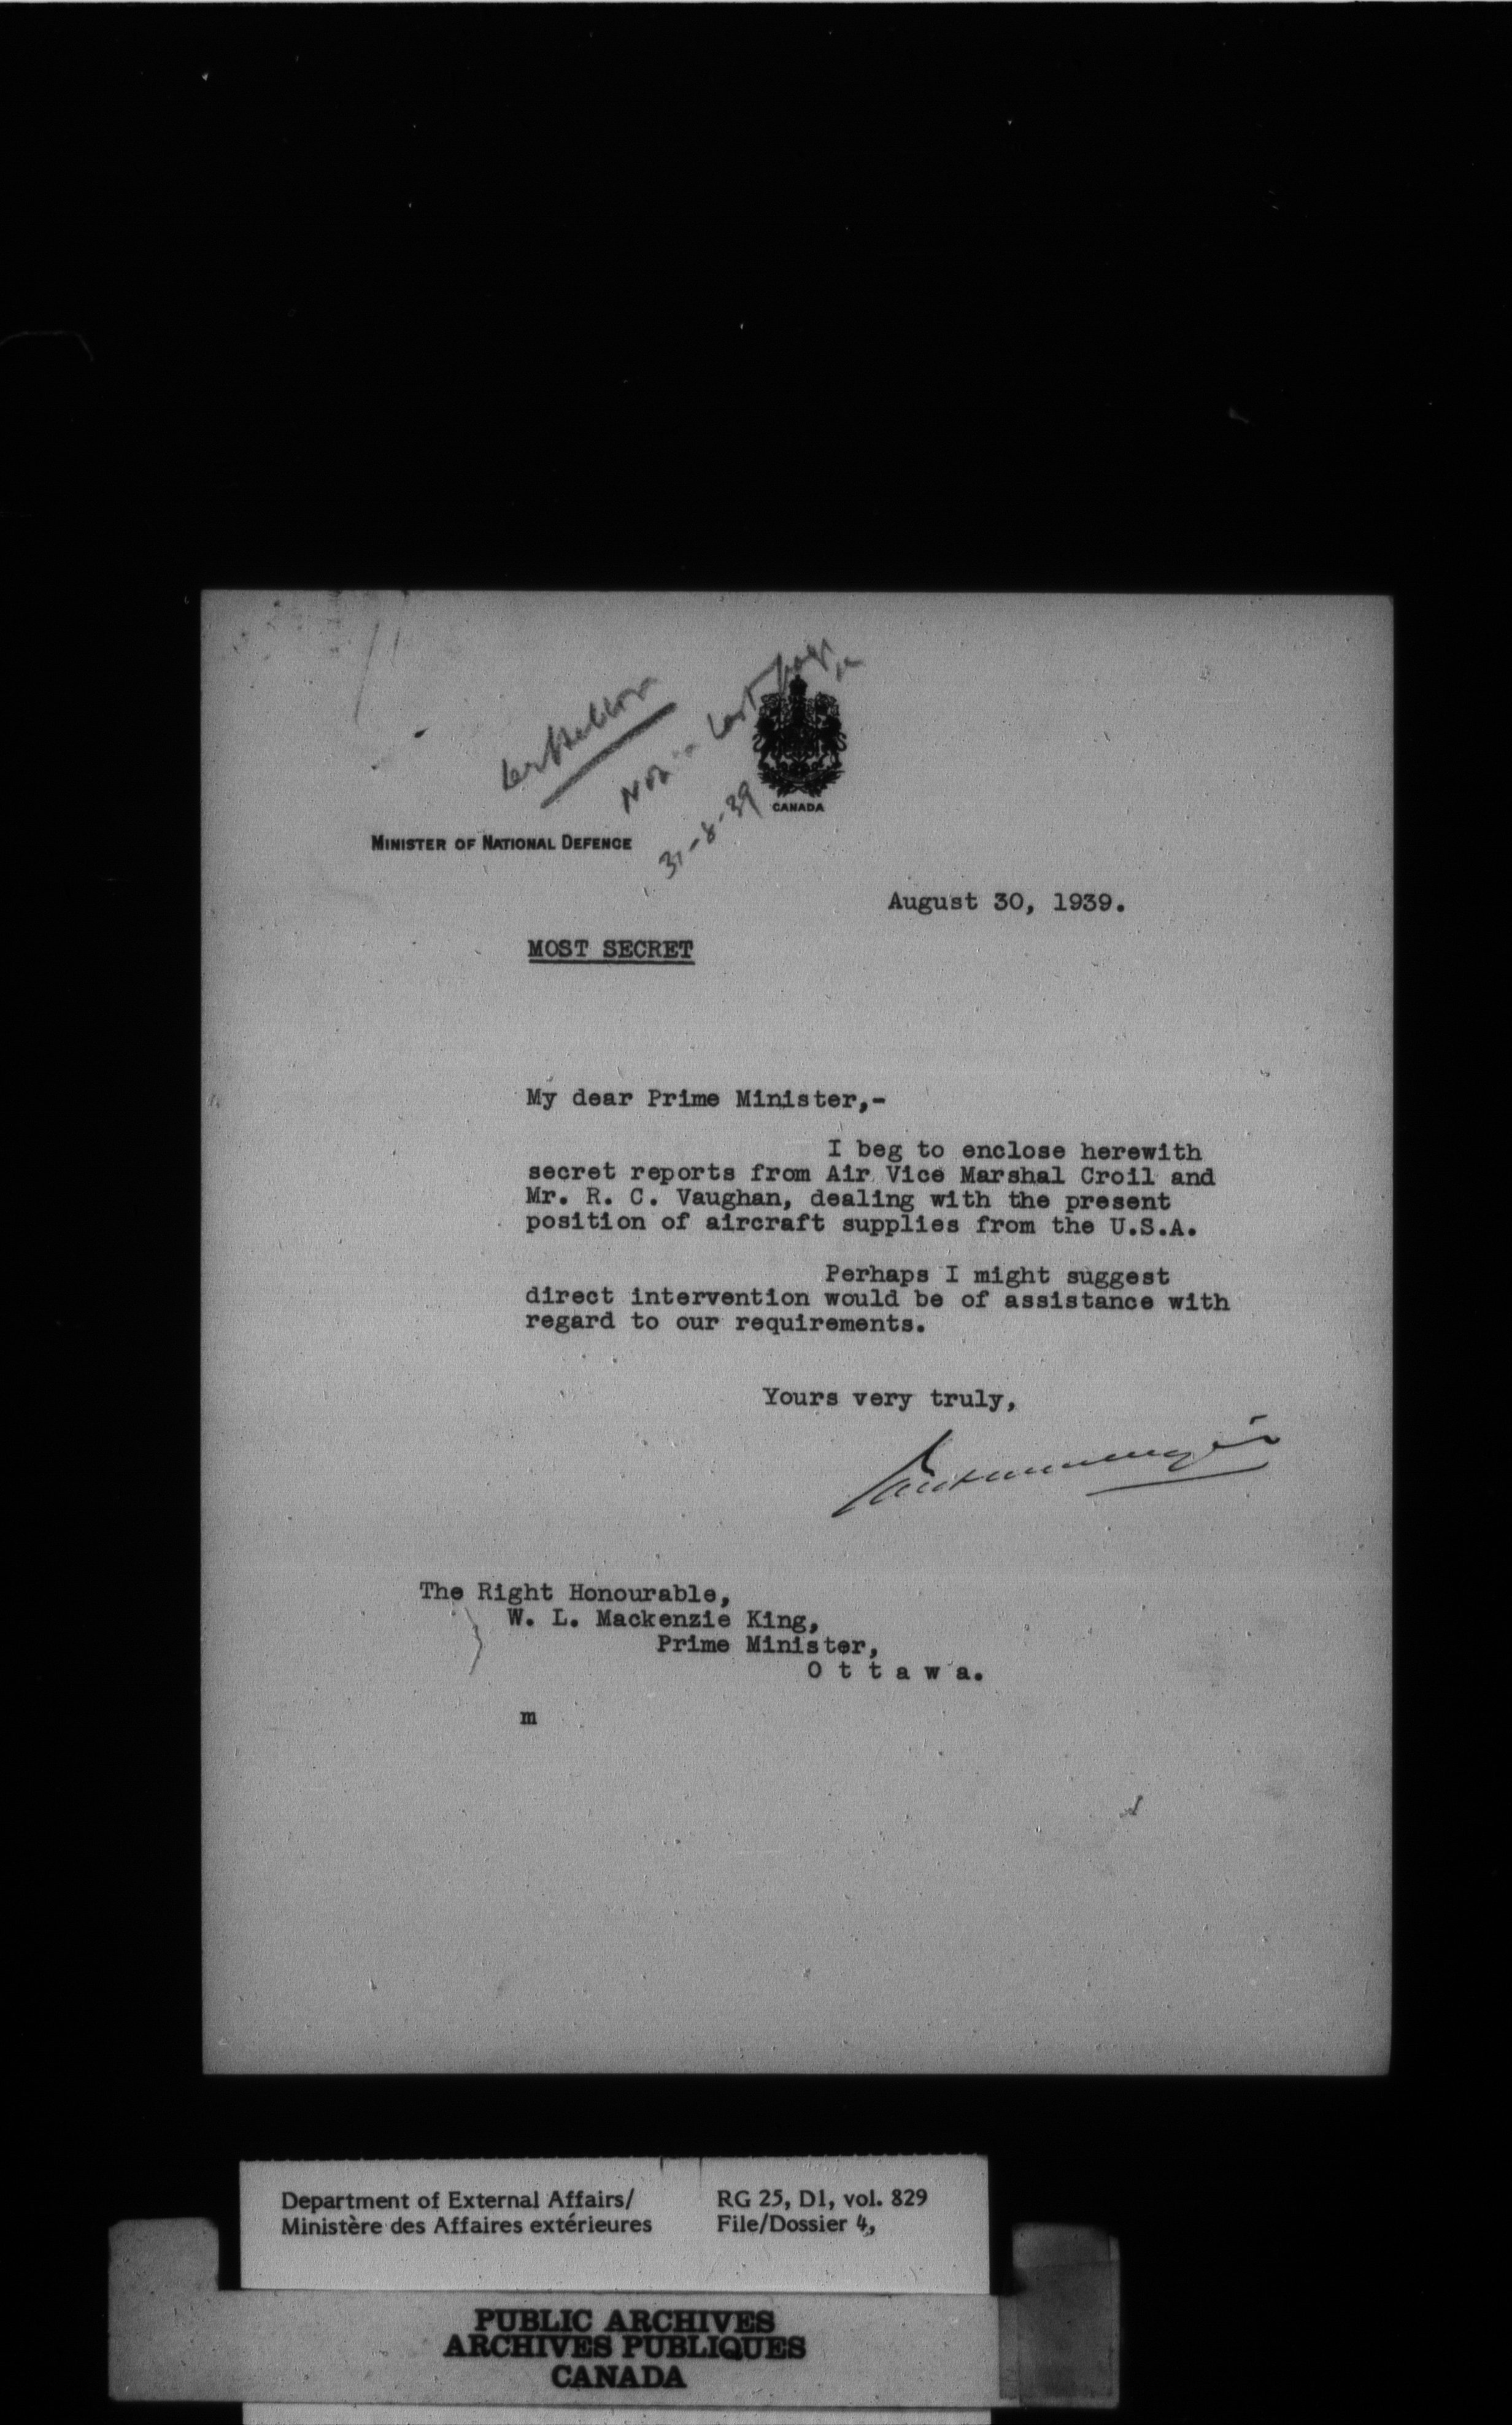 31-8-39
CANADA
MINISTER OF NATIONAL DEFENCE
August 30, 1939.
MOST SECRET
My dear Prime Minister,-
I beg to enclose herewith
secret reports from Air Vice Marshal Croil and
Mr. R. C. Vaughan, dealing with the present
position of aircraft supplies from the U.S.A.
Perhaps I might suggest
direct intervention would be of assistance with
regard to our requirements.
Yours very truly,
The Right Honourable,
W. L. Mackenzie King,
Prime Minister,
O t t a w a.
m
Department of External Affairs/ RG 25, D1, vol. 829
Ministère des Affaires extérieures File/Dossier 4,
PUBLIC ARCHIVES
ARCHIVES PUBLIQUES
CANADA